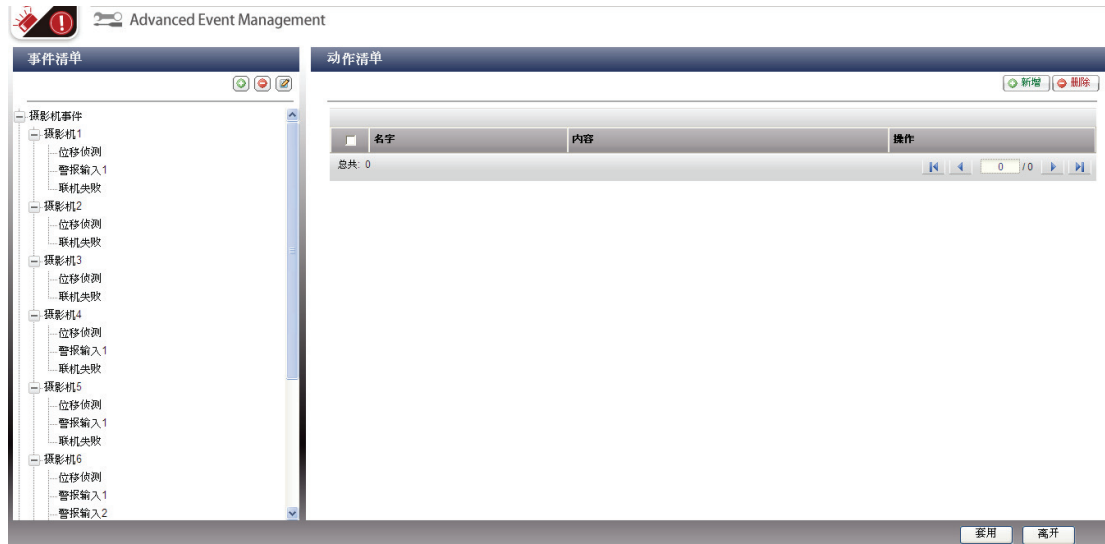 Advanced Event Management
事件清单
动作清单
新增 删除
摄影机事件
摄影机1
位移侦测
警报输入1
联机失败
摄影机2
位移侦测
联机失败
摄影机3
位移侦测
联机失败
摄影机4
位移侦测
警报输入1
联机失败
摄影机5
位移侦测
警报输入1
联机失败
摄影机6
位移侦测
警报输入1
警报输入2
名字 内容 操作
总共: 0 0 / 0
套用 离开